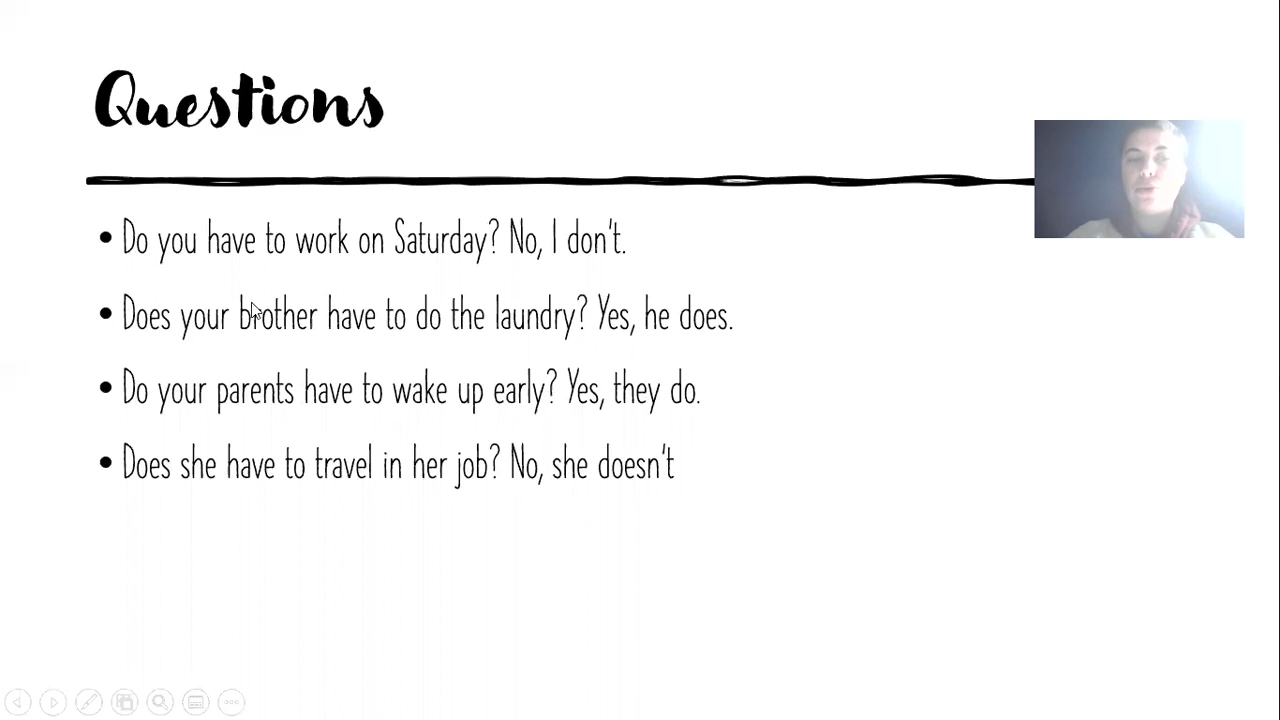 Questions
• Do you have to work on Saturday? No, I don't.
• Does your brother have to do the laundry? Yes, he does.
• Do your parents have to wake up early? Yes, they do.
• Does she have to travel in her job? No, she doesn't